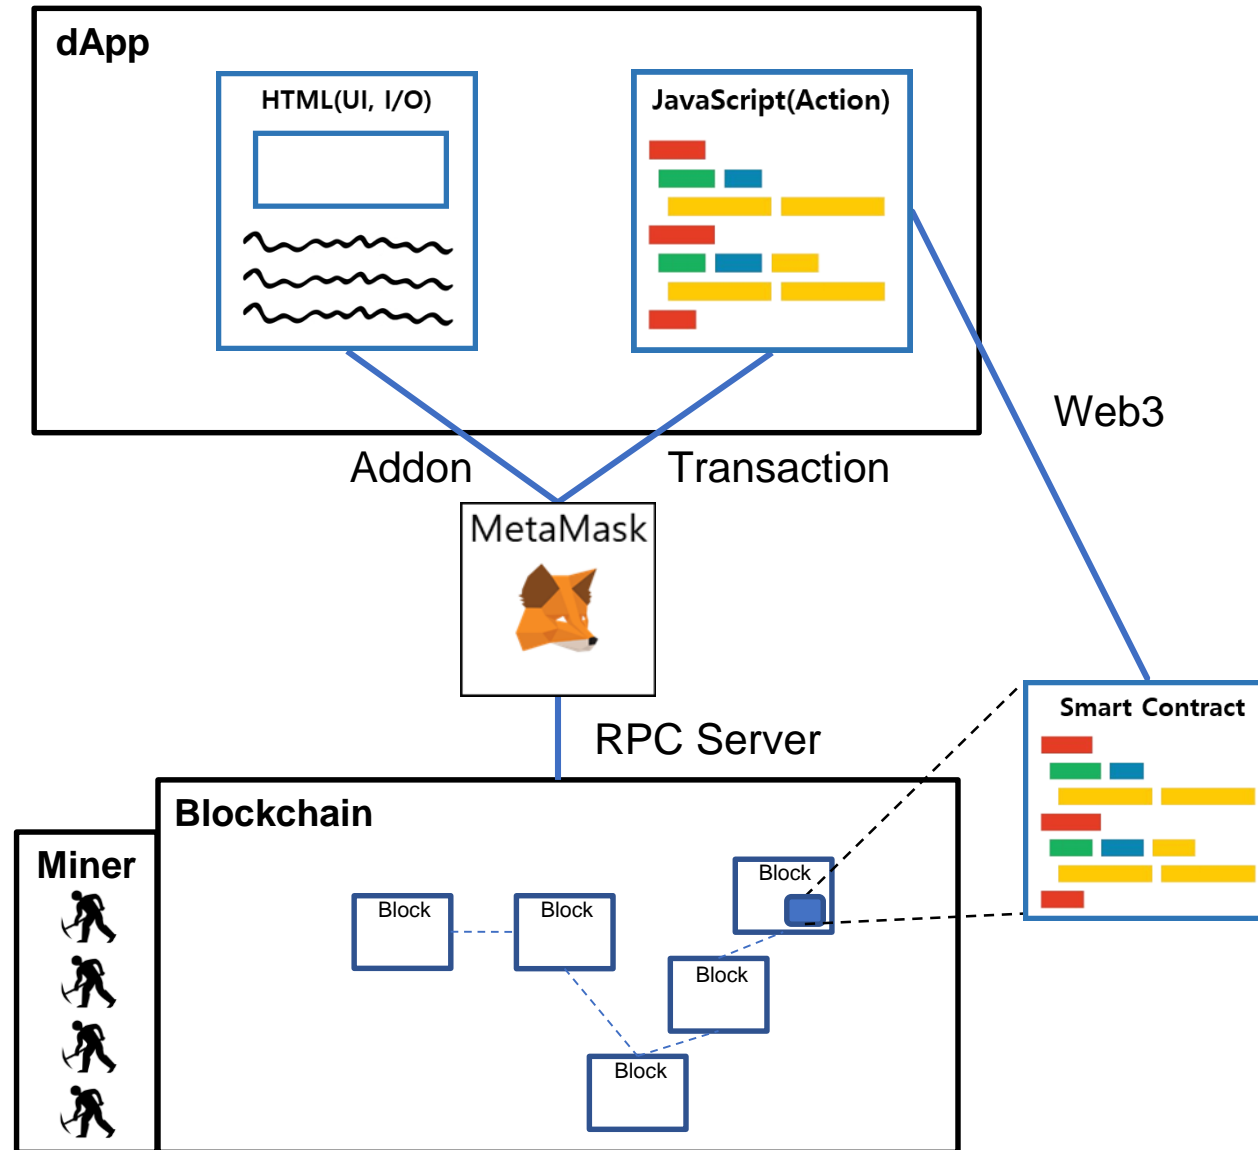 dApp
HTML(UI, I/O)
JavaScript(Action)
Web3
Addon
Transaction
MetaMask
RPC Server
Smart Contract
Blockchain
Miner
Block
Block
Block
Block
Block